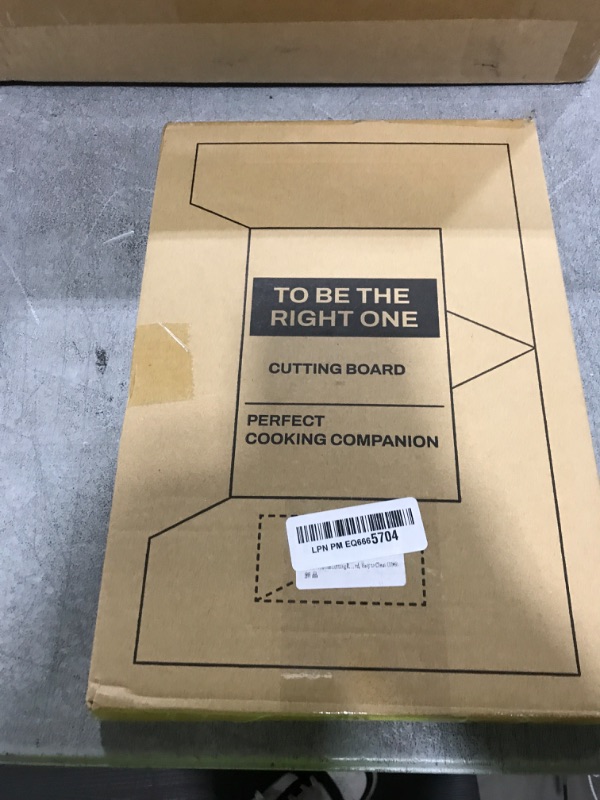 TO BE THE
RIGHT ONE
CUTTING BOARD
PERFECT
COOKING COMPANION
LPN PM EQ6665704